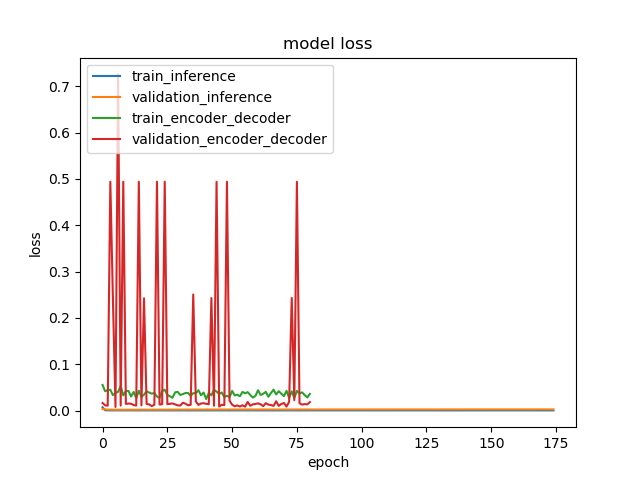 model loss
train_inference
validation_inference
train_encoder_decoder
validation_encoder_decoder
loss
0.7
0.6
0.5
0.4
0.3
0.2
0.1
0.0
0 25 50 75 100 125 150 175
epoch